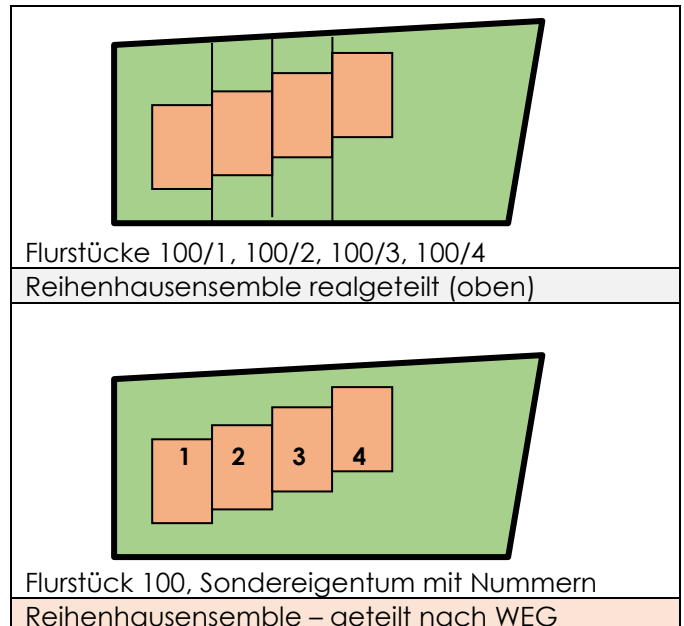 Flurstücke 100/1, 100/2, 100/3, 100/4
Reihenhausensemble realgeteilt (oben)
1 2 3 4
Flurstück 100, Sondereigentum mit Nummern
Reihenhausensemble – geteilt nach WEG